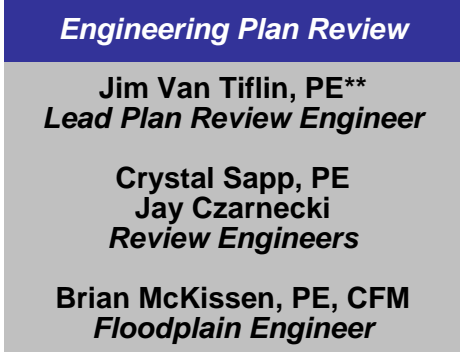 Engineering Plan Review
Jim Van Tiflin, PE**
Lead Plan Review Engineer
Crystal Sapp, PE
Jay Czarnecki
Review Engineers
Brian McKissen, PE, CFM
Floodplain Engineer